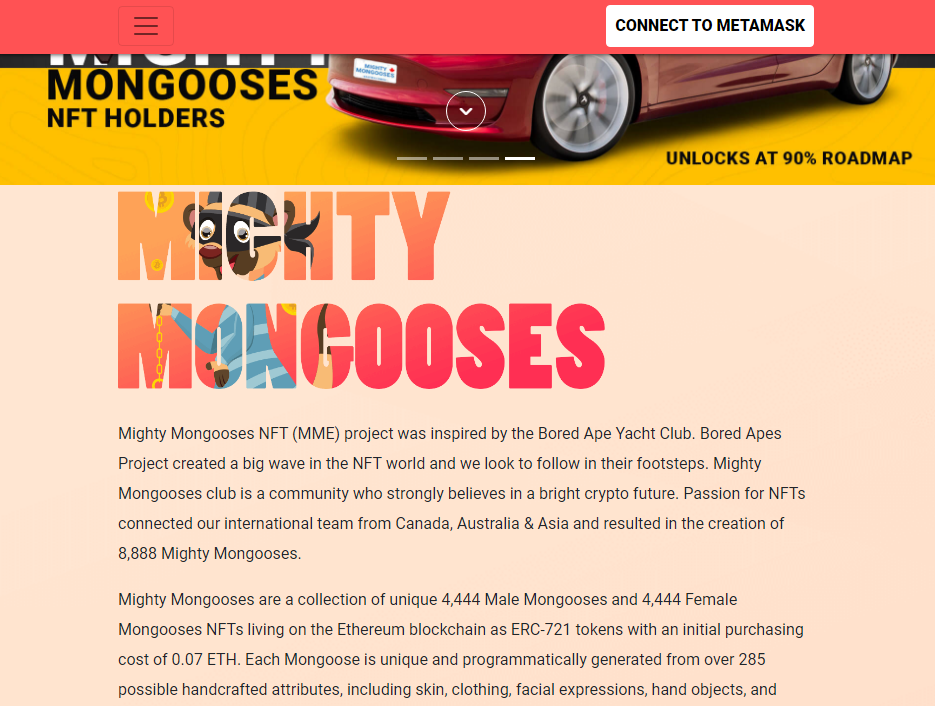 CONNECT TO METAMASK
MIGHTY
MONGOOSES
NFT HOLDERS
MIGHTY
MONGOOSES
UNLOCKS AT 90% ROADMAP
MIGHTY
MONGOOSES
Mighty Mongooses NFT (MME) project was inspired by the Bored Ape Yacht Club. Bored Apes
Project created a big wave in the NFT world and we look to follow in their footsteps. Mighty
Mongooses club is a community who strongly believes in a bright crypto future. Passion for NFTs
connected our international team from Canada, Australia & Asia and resulted in the creation of
8,888 Mighty Mongooses.
Mighty Mongooses are a collection of unique 4,444 Male Mongooses and 4,444 Female
Mongooses NFTs living on the Ethereum blockchain as ERC-721 tokens with an initial purchasing
cost of 0.07 ETH. Each Mongoose is unique and programmatically generated from over 285
possible handcrafted attributes, including skin, clothing, facial expressions, hand objects, and